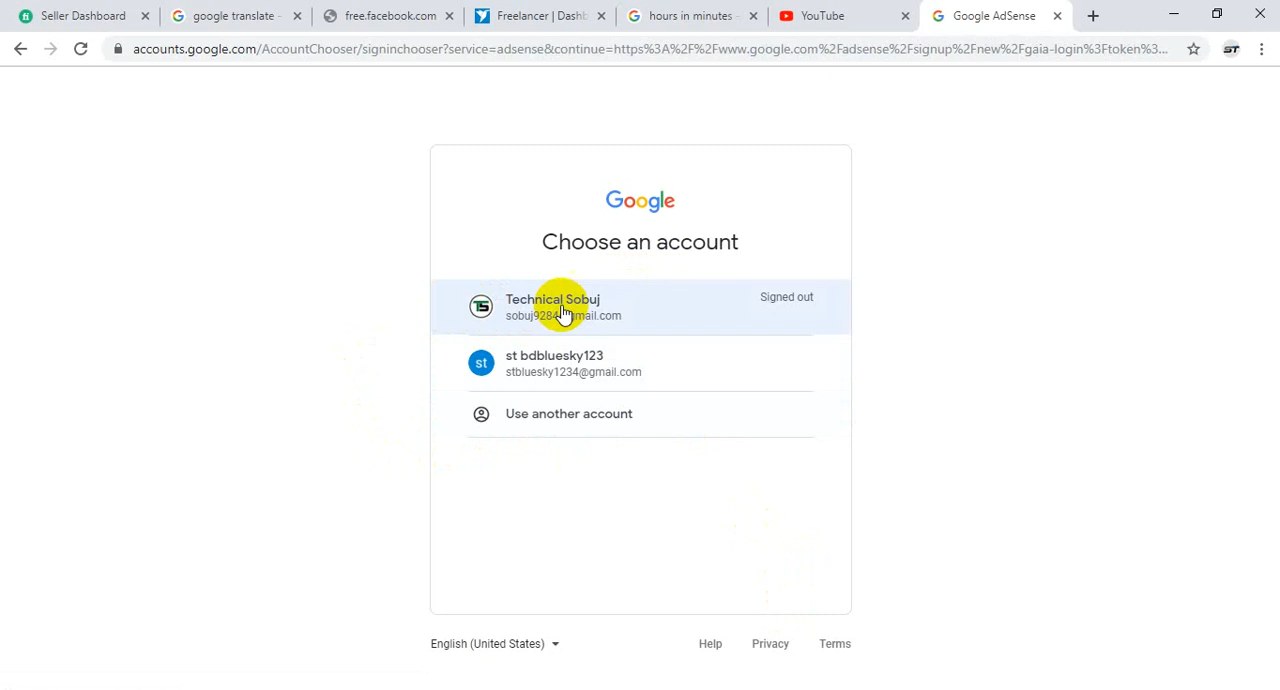 Seller Dashboard
google translate -
free.facebook.com
Freelancer | Dashb
hours in minutes -
YouTube
Google AdSense
accounts.google.com/AccountChooser/signinchooser?service=adsense&continue=https%3A%2F%2Fwww.google.com%2Fadsense%2Fsignup%2Fnew%2Fgaia-login%3Ftoken%3...
ST
Google
Choose an account
TS
Technical Sobuj
Signed out
st
st bdbluesky123
stbluesky1234@gmail.com
Use another account
English (United States)
Help
Privacy
Terms